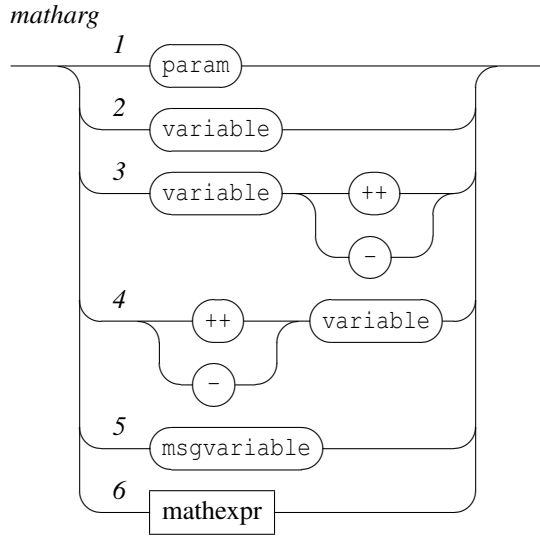 matharg
1 param
2 variable
3 variable ++
-
4 ++ variable
-
5 msgvariable
6 mathexpr